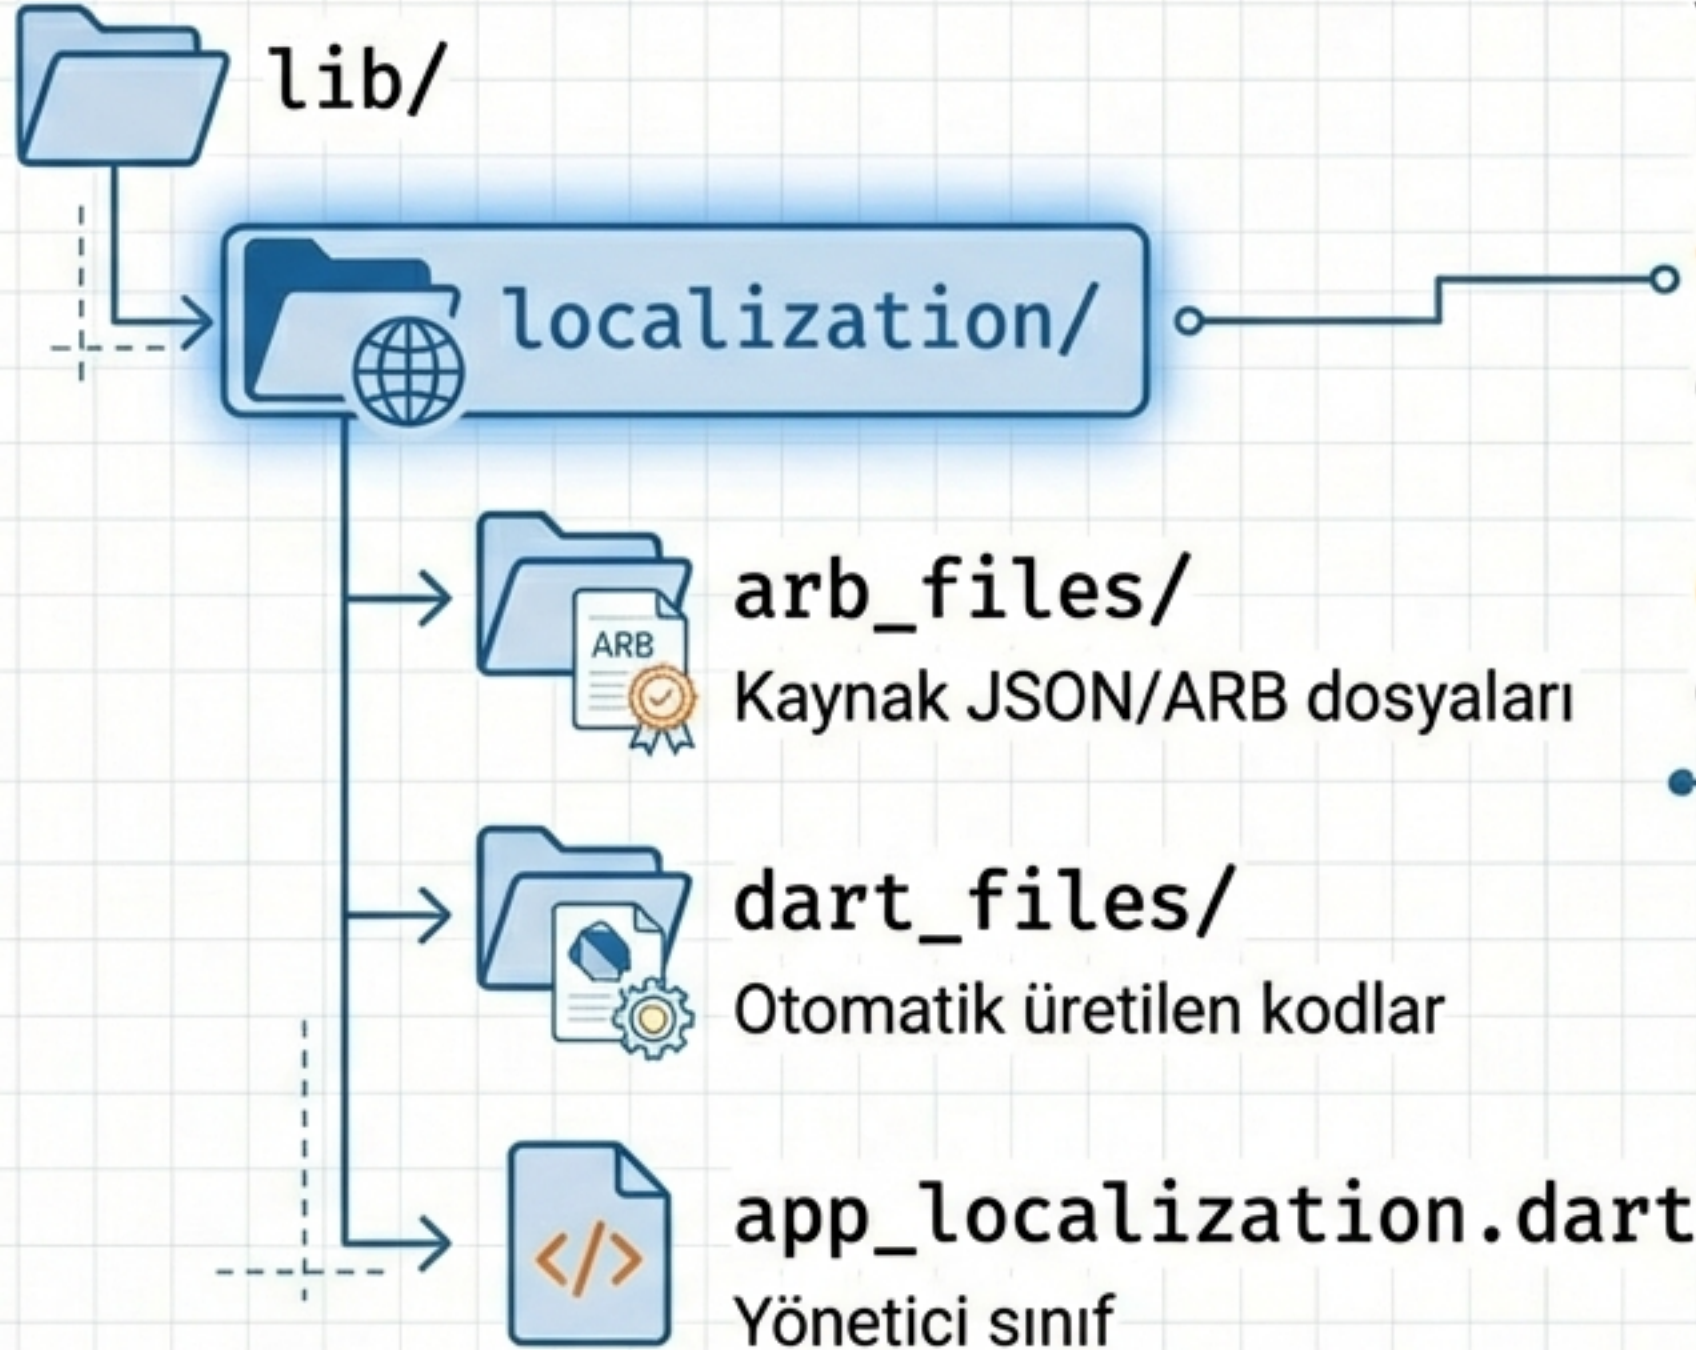 lib/
localization/
arb_files/
ARB
Kaynak JSON/ARB dosyaları
dart_files/
Otomatik üretilen kodlar
</>
app_localization.dart
Yönetici sınıf